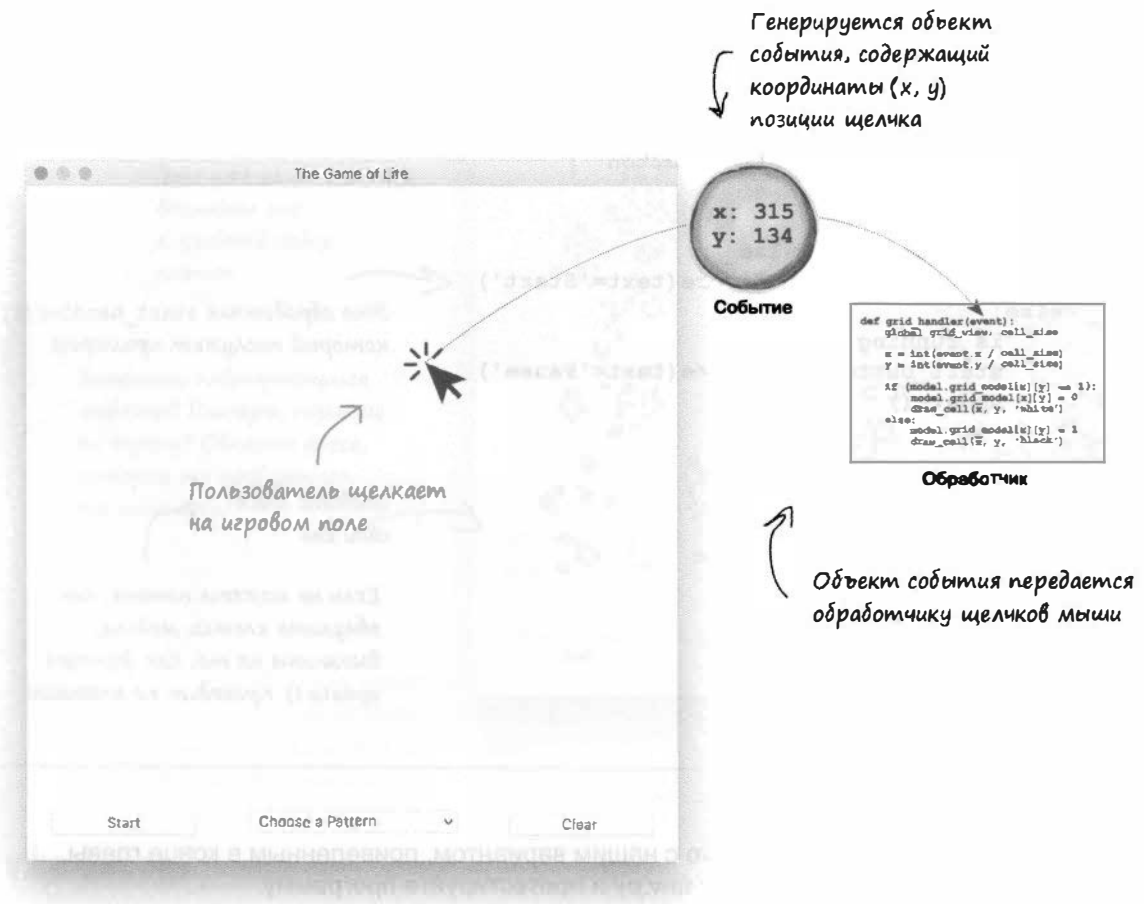 Генерируется объект
события, содержащий
координаты (x, y)
позиции щелчка
The Game of Life
x: 315
y: 134
Событие
def grid_handler(event):
global grid_view, cell_size
x = int(event.x / cell_size)
y = int(event.y / cell_size)
if (model.grid_model[x][y] == 1):
model.grid_model[x][y] = 0
draw_cell(x, y, 'white')
else:
model.grid_model[x][y] = 1
draw_cell(x, y, 'black')
Обработчик
Пользователь щелкает
на игровом поле
Объект события передается
обработчику щелчков мыши
Start
Choose a Pattern
Clear